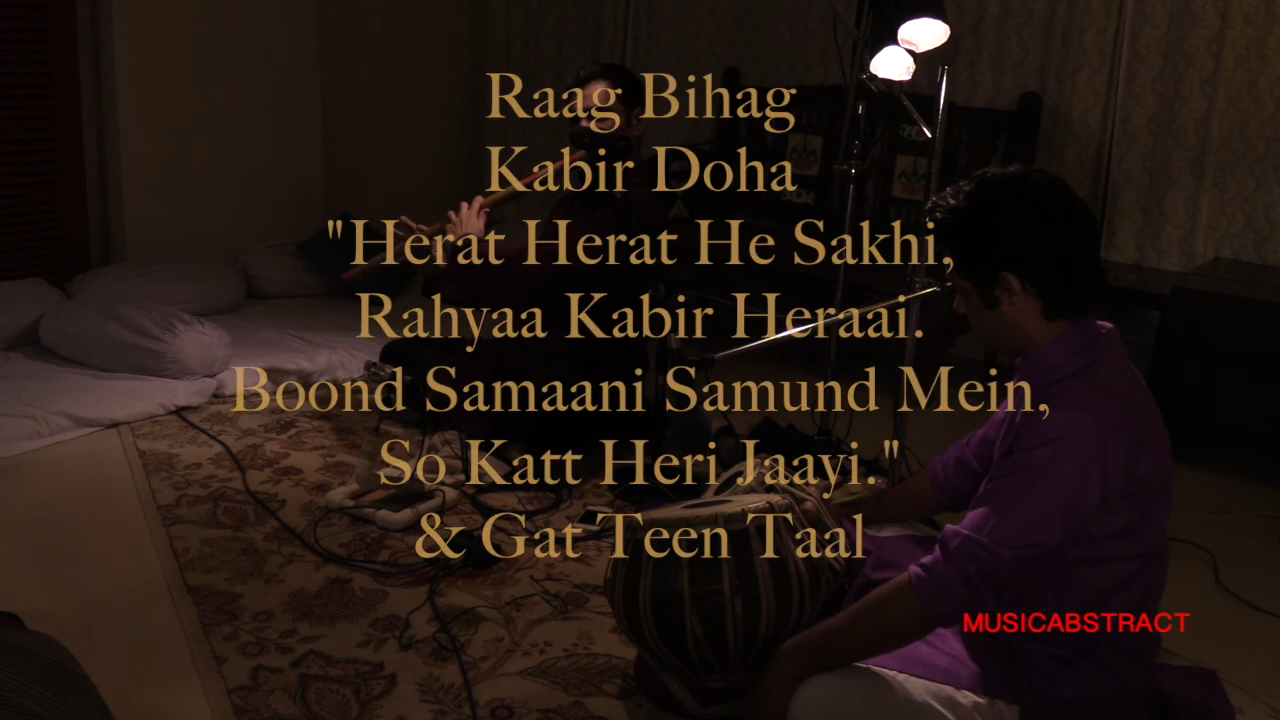 Raag Bihag
Kabir Doha
"Herat Herat He Sakhi,
Rahyaa Kabir Heraai.
Boond Samaani Samund Mein,
So Katt Heri Jaayi."
& Gat Teen Taal
MUSICABSTRACT